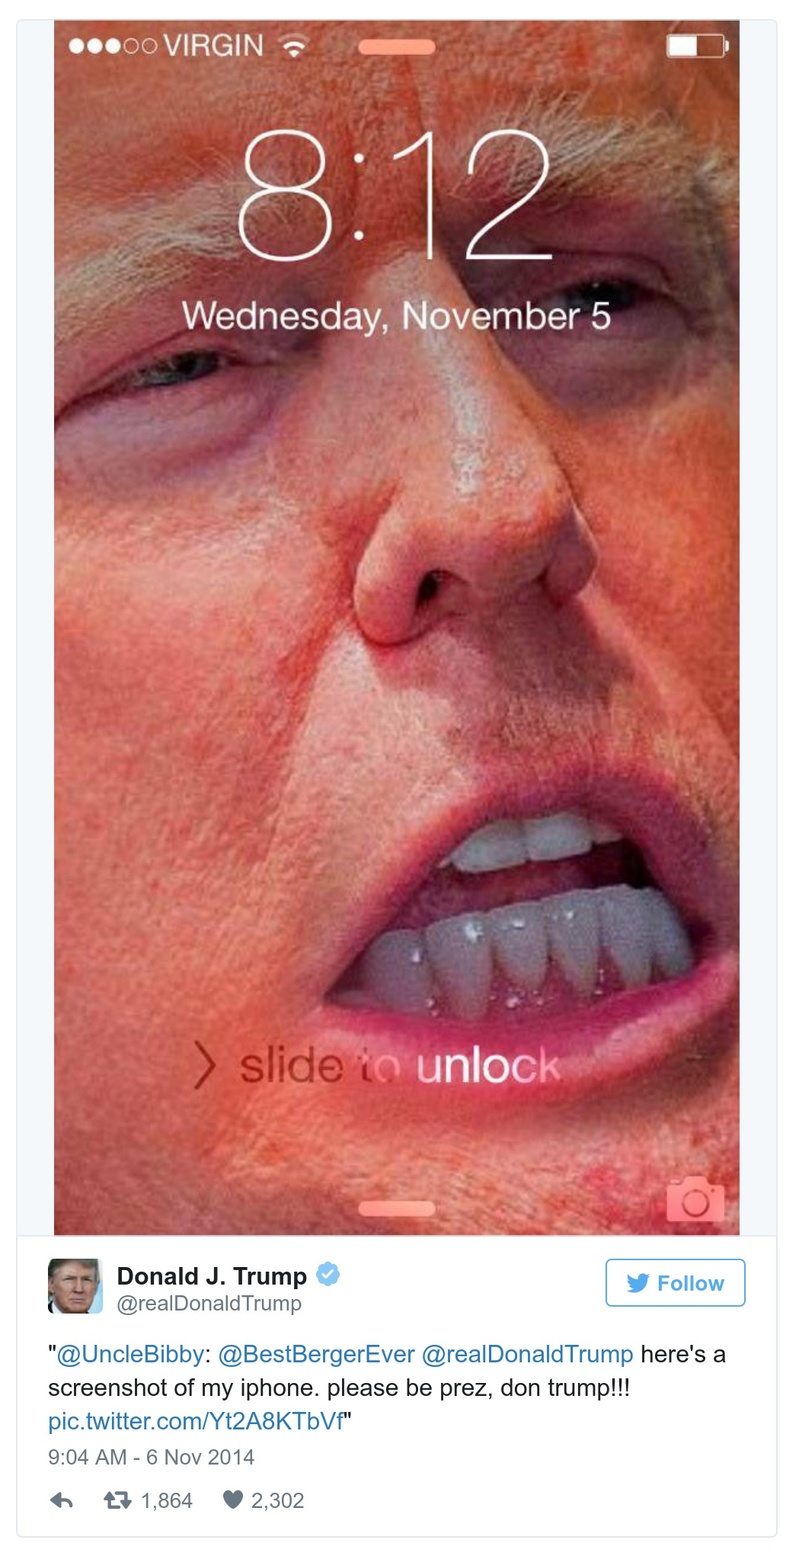 VIRGIN
8:12
Wednesday, November 5
> slide to unlock
Donald J. Trump
@realDonaldTrump
Follow
"@UncleBibby: @BestBergerEver @realDonaldTrump here's a
screenshot of my iphone. please be prez, don trump!!!
pic.twitter.com/Yt2A8KTbVf"
9:04 AM - 6 Nov 2014
1,864 2,302